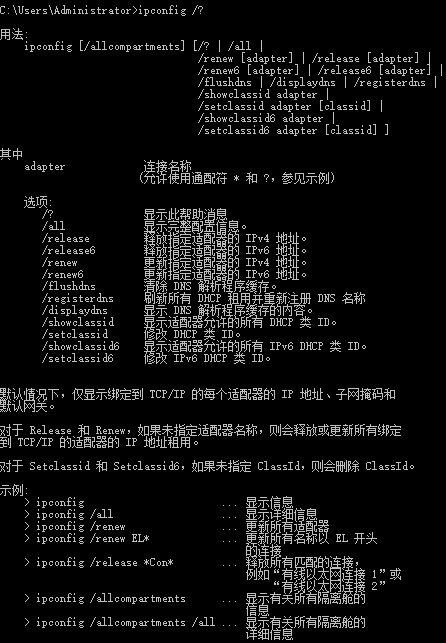 C:\Users\Administrator>ipconfig /?
用法:
ipconfig [/allcompartments] [/? | /all |
/renew [adapter] | /release [adapter] |
/renew6 [adapter] | /release6 [adapter] |
/flushdns | /displaydns | /registerdns |
/showclassid adapter |
/setclassid adapter [classid] |
/showclassid6 adapter |
/setclassid6 adapter [classid] ]
其中
adapter 连接名称
(允许使用通配符 * 和 ?，参见示例)
选项:
/? 显示此帮助消息
/all 显示完整配置信息。
/release 释放指定适配器的 IPv4 地址。
/release6 释放指定适配器的 IPv6 地址。
/renew 更新指定适配器的 IPv4 地址。
/renew6 更新指定适配器的 IPv6 地址。
/flushdns 清除 DNS 解析程序缓存。
/registerdns 刷新所有 DHCP 租用并重新注册 DNS 名称
/displaydns 显示 DNS 解析程序缓存的内容。
/showclassid 显示适配器允许的所有 DHCP 类 ID。
/setclassid 修改 DHCP 类 ID。
/showclassid6 显示适配器允许的所有 IPv6 DHCP 类 ID。
/setclassid6 修改 IPv6 DHCP 类 ID。
默认情况下，仅显示绑定到 TCP/IP 的每个适配器的 IP 地址、子网掩码和
默认网关。
对于 Release 和 Renew，如果未指定适配器名称，则会释放或更新所有绑定
到 TCP/IP 的适配器的 IP 地址租用。
对于 Setclassid 和 Setclassid6，如果未指定 ClassId，则会删除 ClassId。
示例:
> ipconfig ... 显示信息
> ipconfig /all ... 显示详细信息
> ipconfig /renew ... 更新所有适配器
> ipconfig /renew EL* ... 更新所有名称以 EL 开头
的连接
> ipconfig /release *Con* ... 释放所有匹配的连接，
例如“有线以太网连接 1”或
“有线以太网连接 2”
> ipconfig /allcompartments ... 显示有关所有隔离舱的
信息
> ipconfig /allcompartments /all ... 显示有关所有隔离舱的
详细信息